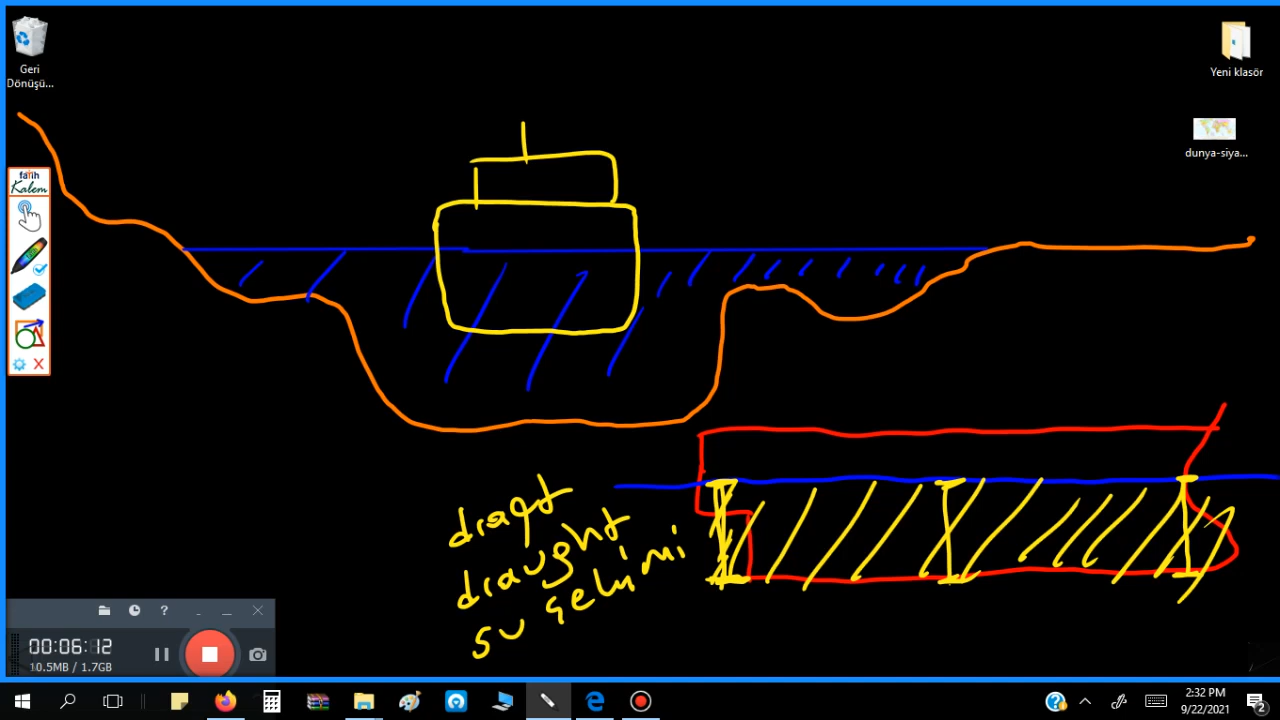 Geri
Dönüşü...
Yeni klasör
dunya-siya...
fatih
Kalem
draft
draught
su çekimi
00:06:12
10.5MB / 1.7GB
2:32 PM
9/22/2021
2